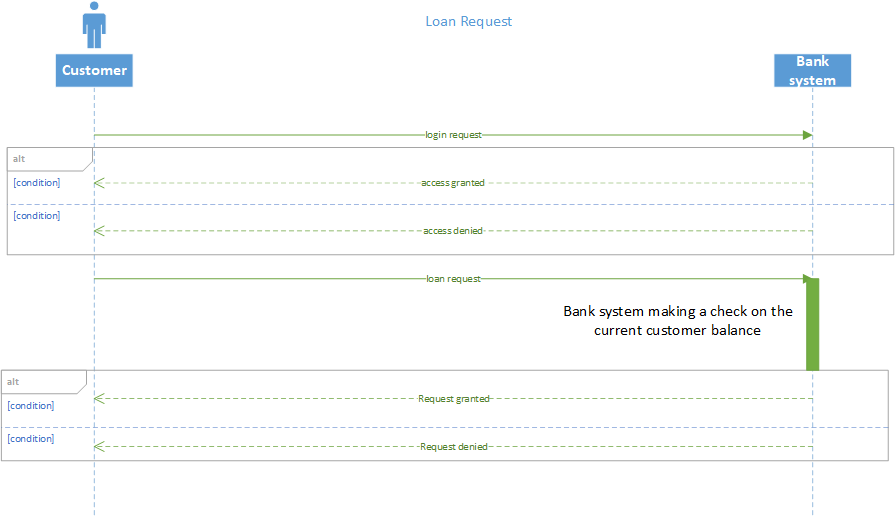 Loan Request
Customer
Bank
system
login request
alt
[condition]
access granted
[condition]
access denied
loan request
Bank system making a check on the
current customer balance
alt
[condition]
Request granted
[condition]
Request denied